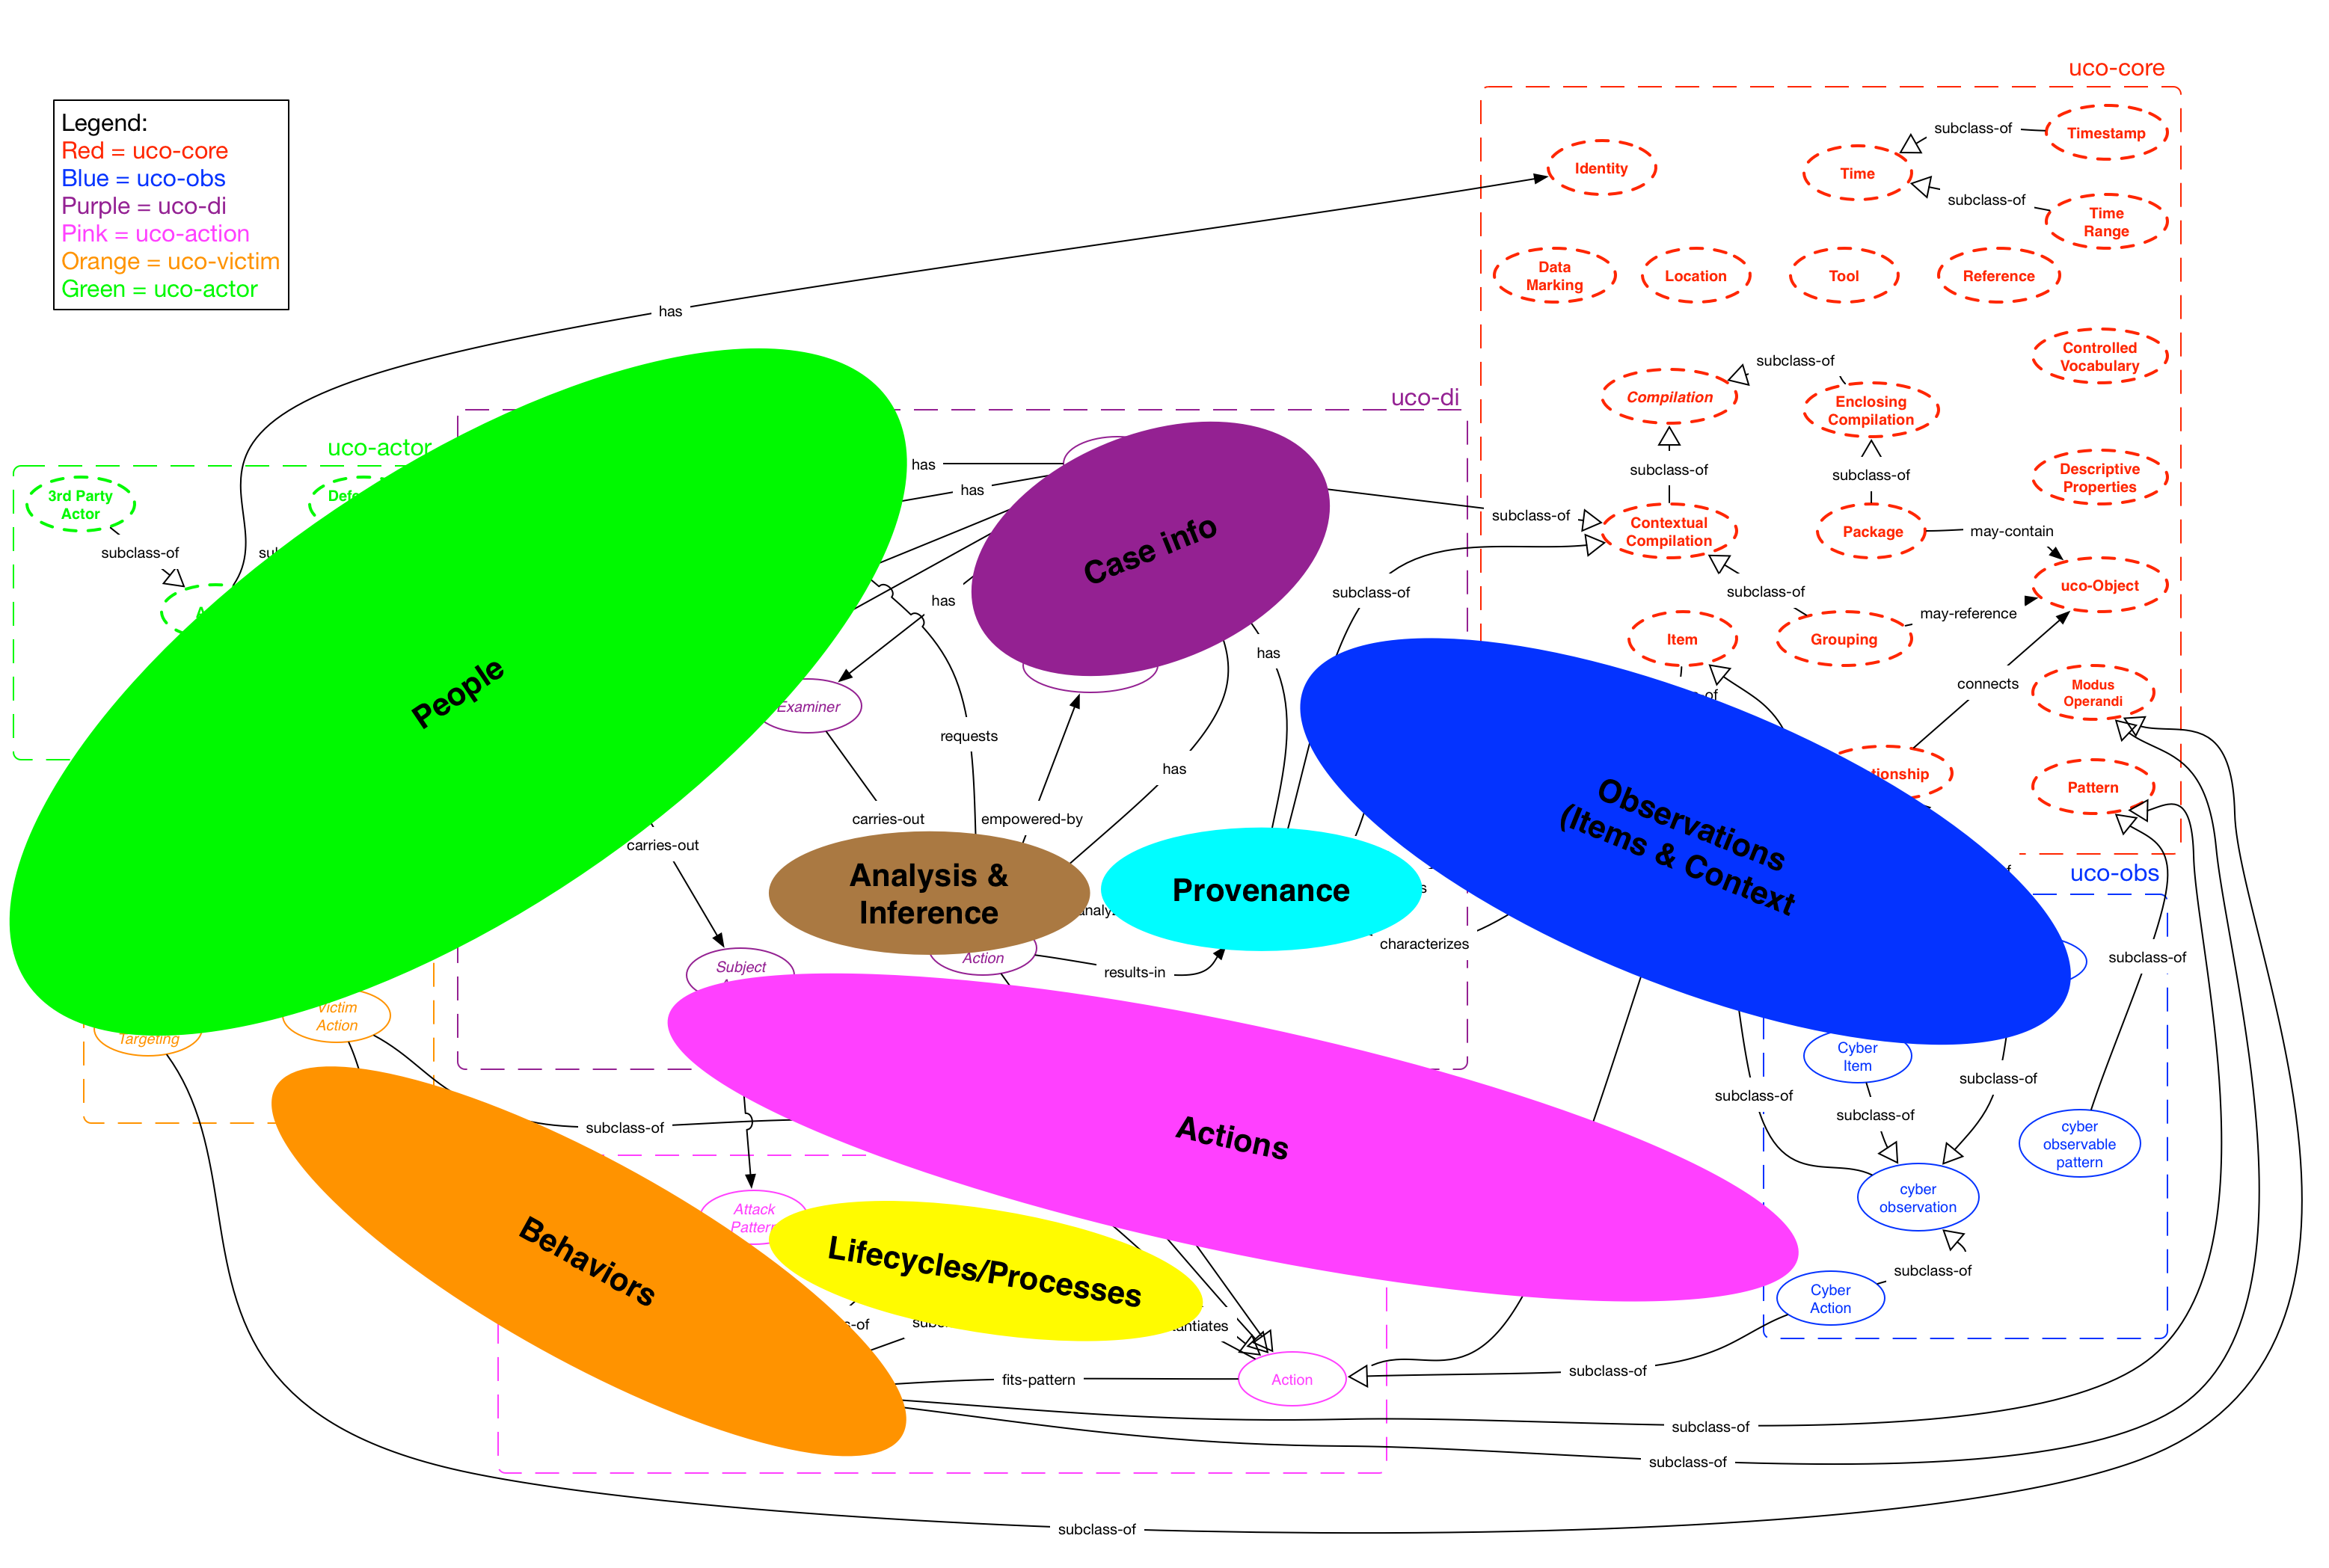 uco-core
Legend:
Red = uco-core
Blue = uco-obs
Purple = uco-di
Pink = uco-action
Orange = uco-victim
Green = uco-actor
Identity
Time
subclass-of
Timestamp
subclass-of
Time
Range
Data
Marking
Location
Tool
Reference
has
Controlled
Vocabulary
Compilation
subclass-of
Enclosing
Compilation
uco-di
uco-actor
has
has
subclass-of
subclass-of
Descriptive
Properties
3rd Party
Actor
subclass-of
Contextual
Compilation
Package
may-contain
subclass-of
Case info
has
subclass-of
subclass-of
uco-Object
may-reference
Item
Grouping
has
People
Examiner
connects
Modus
Operandi
requests
has
Pattern
Observations
(Items & Context
carries-out
empowered-by
carries-out
Analysis &
Inference
Provenance
uco-obs
characterizes
subclass-of
Action
results-in
Subject
Victim
Action
Targeting
Cyber
Item
subclass-of
subclass-of
subclass-of
subclass-of
Actions
cyber
observable
pattern
cyber
observation
Attack
Pattern
Behaviors
Lifecycles/Processes
subclass-of
Cyber
Action
fits-pattern
Action
subclass-of
subclass-of
subclass-of
subclass-of